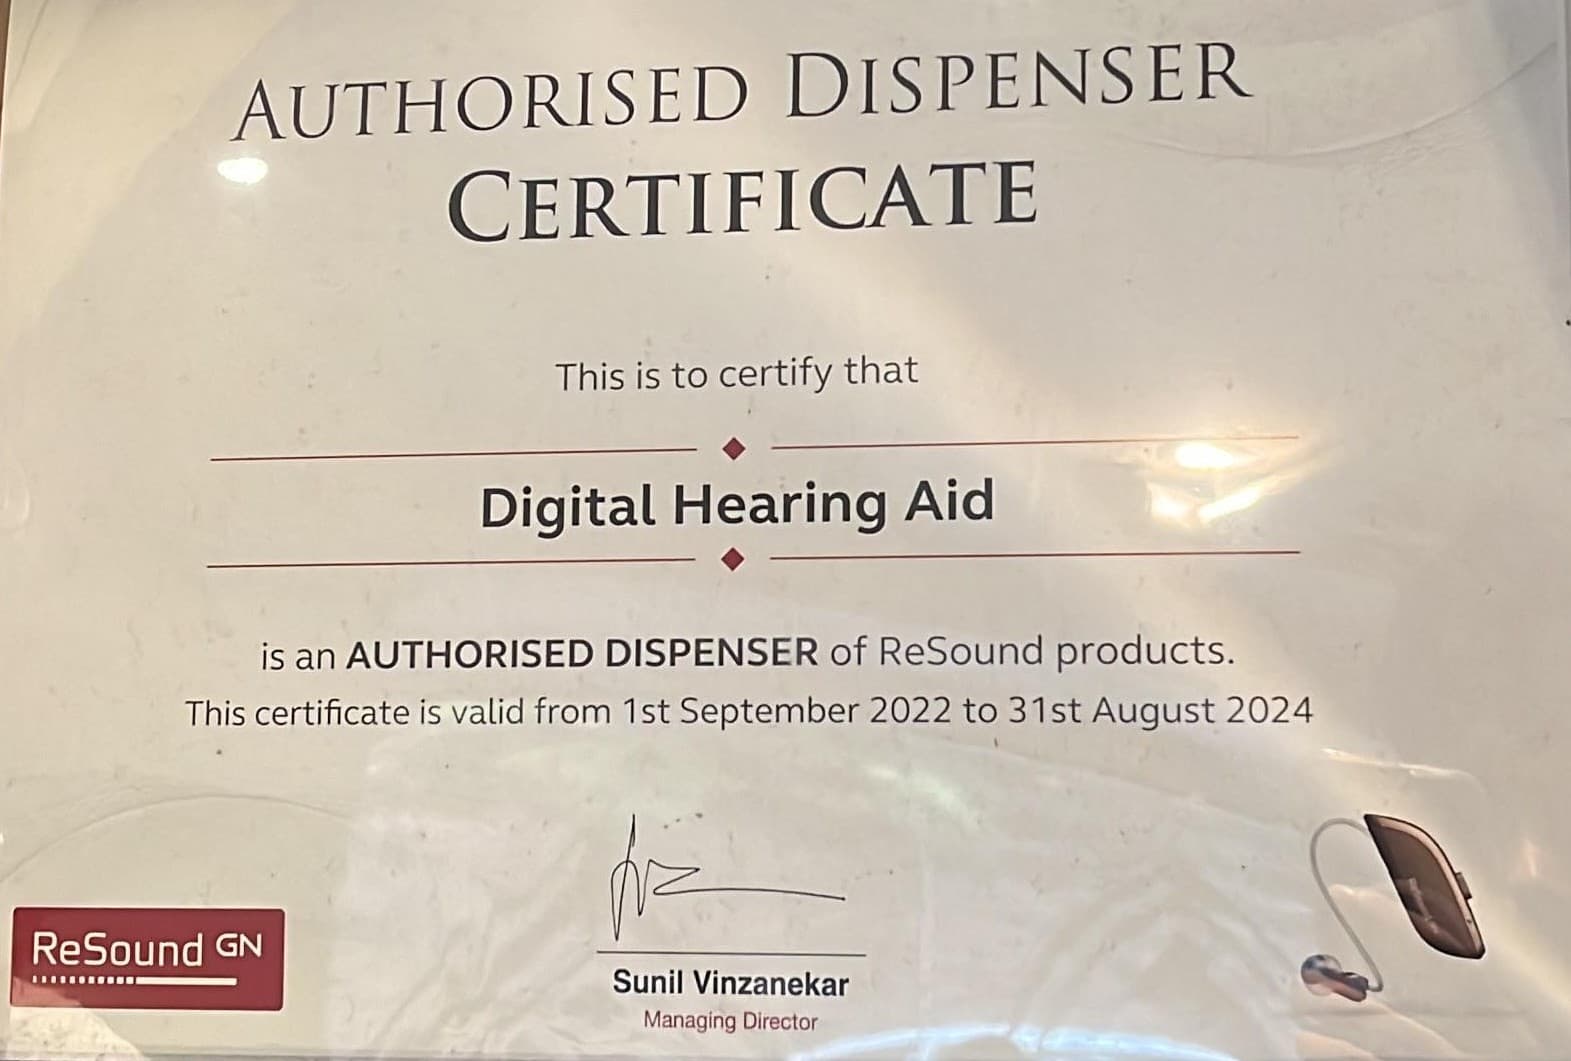 AUTHORISED DISPENSER
CERTIFICATE
This is to certify that
Digital Hearing Aid
is an AUTHORISED DISPENSER of ReSound products.
This certificate is valid from 1st September 2022 to 31st August 2024
ReSound GN
Sunil Vinzanekar
Managing Director